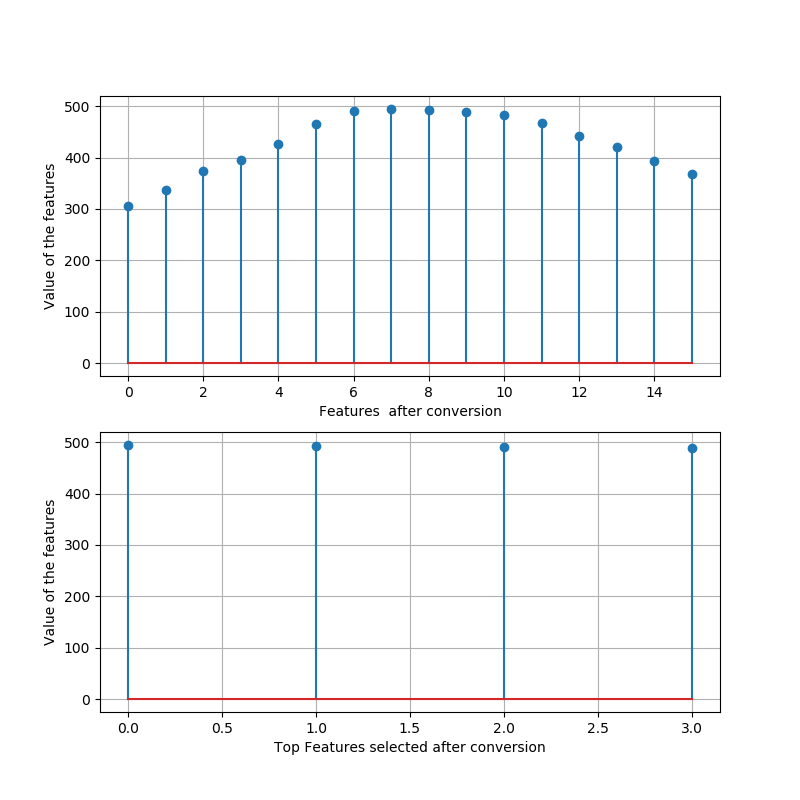 500
400
300
200
100
0
Value of the features
0 2 4 6 8 10 12 14
Features  after conversion
500
400
300
200
100
0
Value of the features
0.0 0.5 1.0 1.5 2.0 2.5 3.0
Top Features selected after conversion